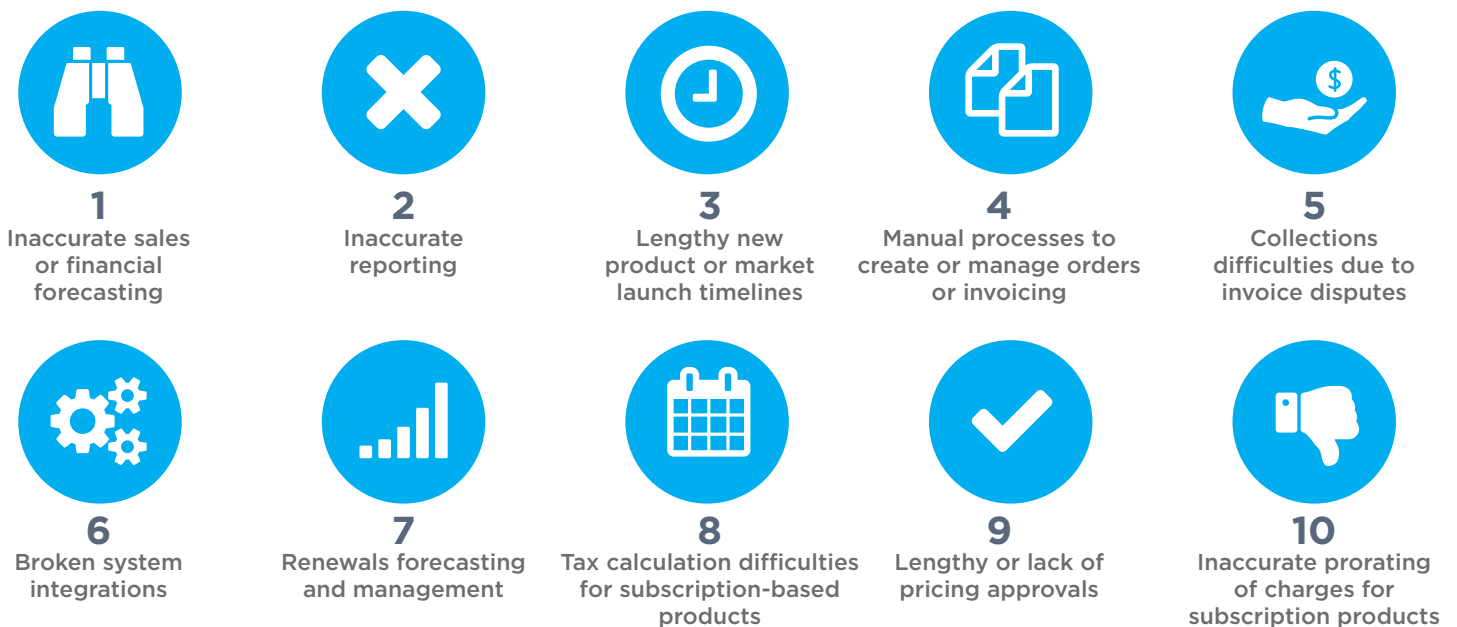 $
1
Inaccurate sales
or financial
forecasting
2
Inaccurate
reporting
3
Lengthy new
product or market
launch timelines
4
Manual processes to
create or manage orders
or invoicing
5
Collections
difficulties due to
invoice disputes
6
Broken system
integrations
7
Renewals forecasting
and management
8
Tax calculation difficulties
for subscription-based
products
9
Lengthy or lack of
pricing approvals
10
Inaccurate prorating
of charges for
subscription products